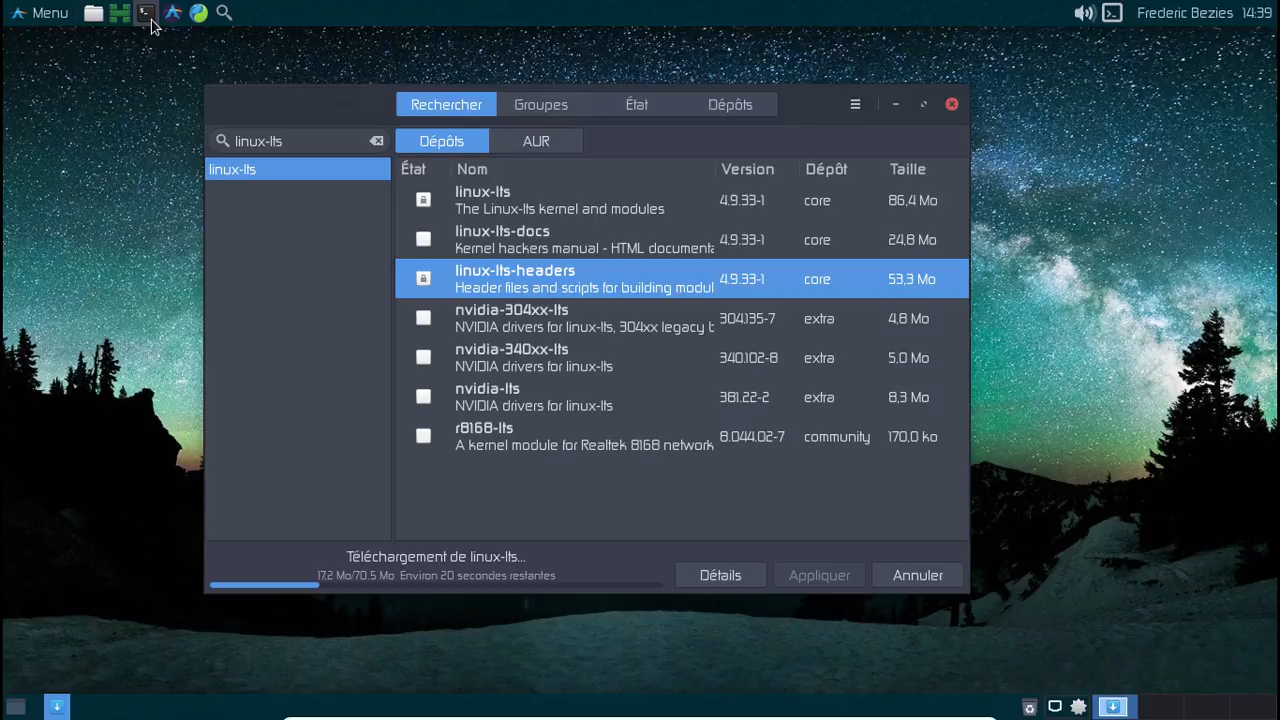 Menu
Frederic Bezies 14:39
Rechercher Groupes État Dépôts
linux-lts
Dépôts AUR
linux-lts
État Nom Version Dépôt Taille
linux-lts
The Linux-lts kernel and modules
4.9.33-1 core 86,4 Mo
linux-lts-docs
Kernel hackers manual - HTML documenta
4.9.33-1 core 24,8 Mo
linux-lts-headers
Header files and scripts for building modul
4.9.33-1 core 53,3 Mo
nvidia-304xx-lts
NVIDIA drivers for linux-lts, 304xx legacy b
304.135-7 extra 4,8 Mo
nvidia-340xx-lts
NVIDIA drivers for linux-lts
340.102-8 extra 5,0 Mo
nvidia-lts
NVIDIA drivers for linux-lts
381.22-2 extra 8,3 Mo
r8168-lts
A kernel module for Realtek 8168 network
8.044.02-7 community 170,0 ko
Téléchargement de linux-lts...
17,2 Mo/70,5 Mo Environ 20 secondes restantes
Détails Appliquer Annuler